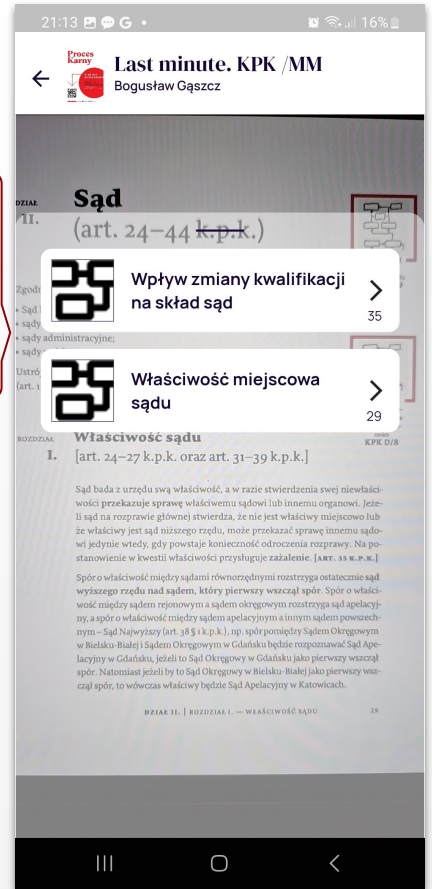 21:13 G • 16%
Proces
Karny
Last minute. KPK /MM
Bogusław Gąszcz
DZIAŁ
II.
Sąd
(art. 24–44 k.p.k.)
Wpływ zmiany kwalifikacji
na skład sąd
35
sądy administracyjne;
Właściwość miejscowa
sądu
29
ROZDZIAŁ
I.
Właściwość sądu
[art. 24–27 k.p.k. oraz art. 31–39 k.p.k.]
KPK D/8
Sąd bada z urzędu swą właściwość, a w razie stwierdzenia swej niewłaści-
wości przekazuje sprawę właściwemu sądowi lub innemu organowi. Jeże-
li sąd na rozprawie głównej stwierdza, że nie jest właściwy miejscowo lub
że właściwy jest sąd niższego rzędu, może przekazać sprawę innemu sądo-
wi jedynie wtedy, gdy powstaje konieczność odroczenia rozprawy. Na po-
stanowienie w kwestii właściwości przysługuje zażalenie. [ART. 35 K.P.K.]
Spór o właściwość między sądami równorzędnymi rozstrzyga ostatecznie sąd
wyższego rzędu nad sądem, który pierwszy wszczął spór. Spór o właści-
wość między sądem rejonowym a sądem okręgowym rozstrzyga sąd apelacyj-
ny, a spór o właściwość między sądem apelacyjnym a innym sądem powszech-
nym – Sąd Najwyższy (art. 38 § 1 k.p.k.), np. spór pomiędzy Sądem Okręgowym
w Bielsku-Białej i Sądem Okręgowym w Gdańsku będzie rozpoznawać Sąd Ape-
lacyjny w Gdańsku, jeżeli to Sąd Okręgowy w Gdańsku jako pierwszy wszczął
spór. Natomiast jeżeli by to Sąd Okręgowy w Bielsku-Białej jako pierwszy wsz-
czął spór, to wówczas właściwy będzie Sąd Apelacyjny w Katowicach.
DZIAŁ II. | ROZDZIAŁ I. — WŁAŚCIWOŚĆ SĄDU 29